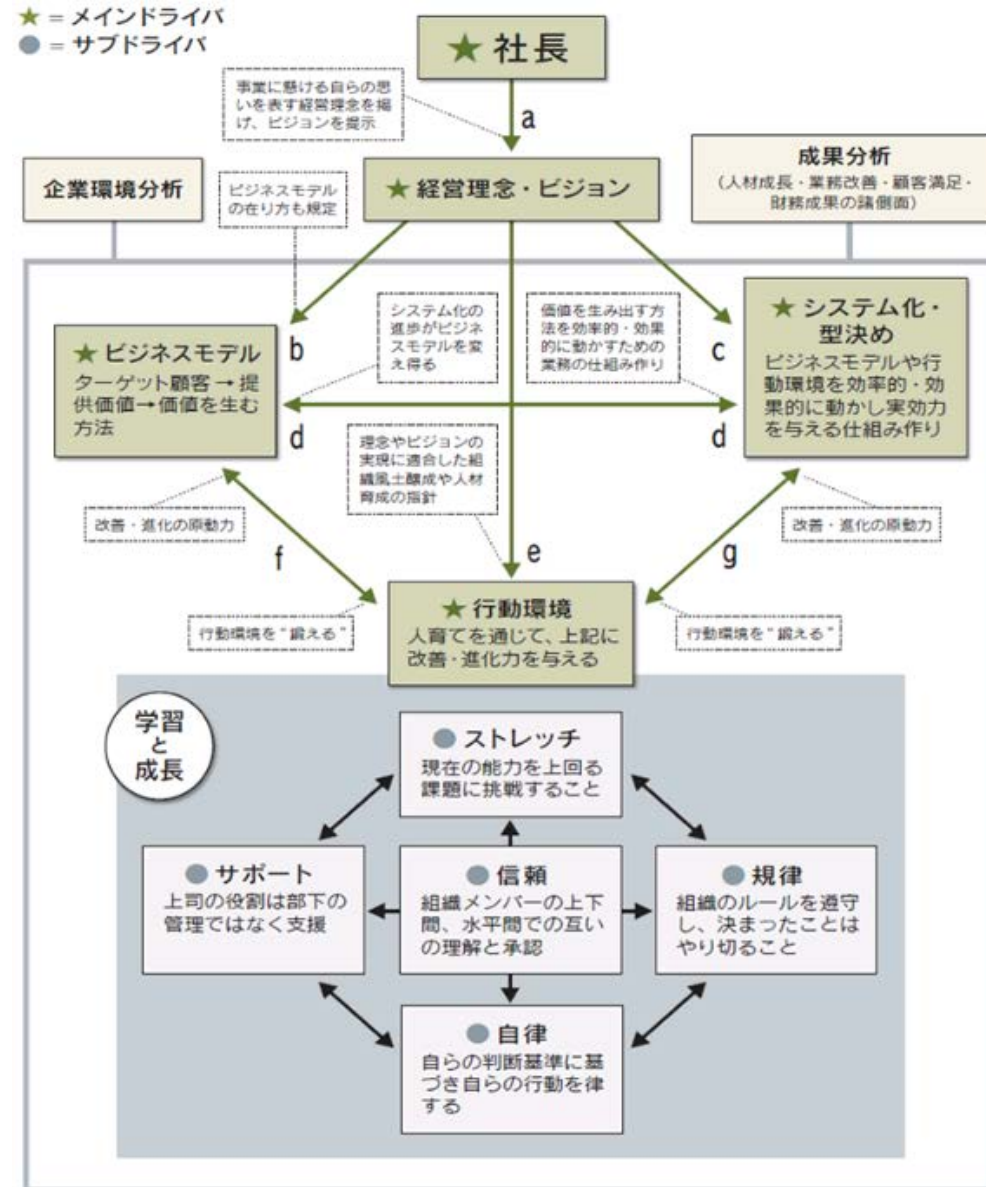 ★ = メインドライバ
● = サブドライバ
★ 社長
事業に懸ける自らの思
いを表す経営理念を掲
げ、ビジョンを提示
a
企業環境分析
ビジネスモデル
の在り方も規定
★ 経営理念・ビジョン
成果分析
（人材成長・業務改善・顧客満足・
財務成果の諸側面）
★ ビジネスモデル
ターゲット顧客 → 提
供価値→価値を生む
方法
b
システム化の
進歩がビジネ
スモデルを変
え得る
価値を生み出す方
法を効率的・効果
的に動かすための
業務の仕組み作り
c
★ システム化・
型決め
ビジネスモデルや行
動環境を効率的・効
果的に動かし実効力
を与える仕組み作り
d
d
理念やビジョンの
実現に適合した組
織風土醸成や人材
育成の指針
改善・進化の原動力
改善・進化の原動力
f
e
g
行動環境を“鍛える”
★ 行動環境
人育てを通じて、上記に
改善・進化力を与える
行動環境を“鍛える”
学習
と
成長
● ストレッチ
現在の能力を上回る
課題に挑戦すること
● サポート
上司の役割は部下の
管理ではなく支援
● 信頼
組織メンバーの上下
間、水平間での互い
の理解と承認
● 規律
組織のルールを遵守
し、決まったことは
やり切ること
● 自律
自らの判断基準に基
づき自らの行動を律
する